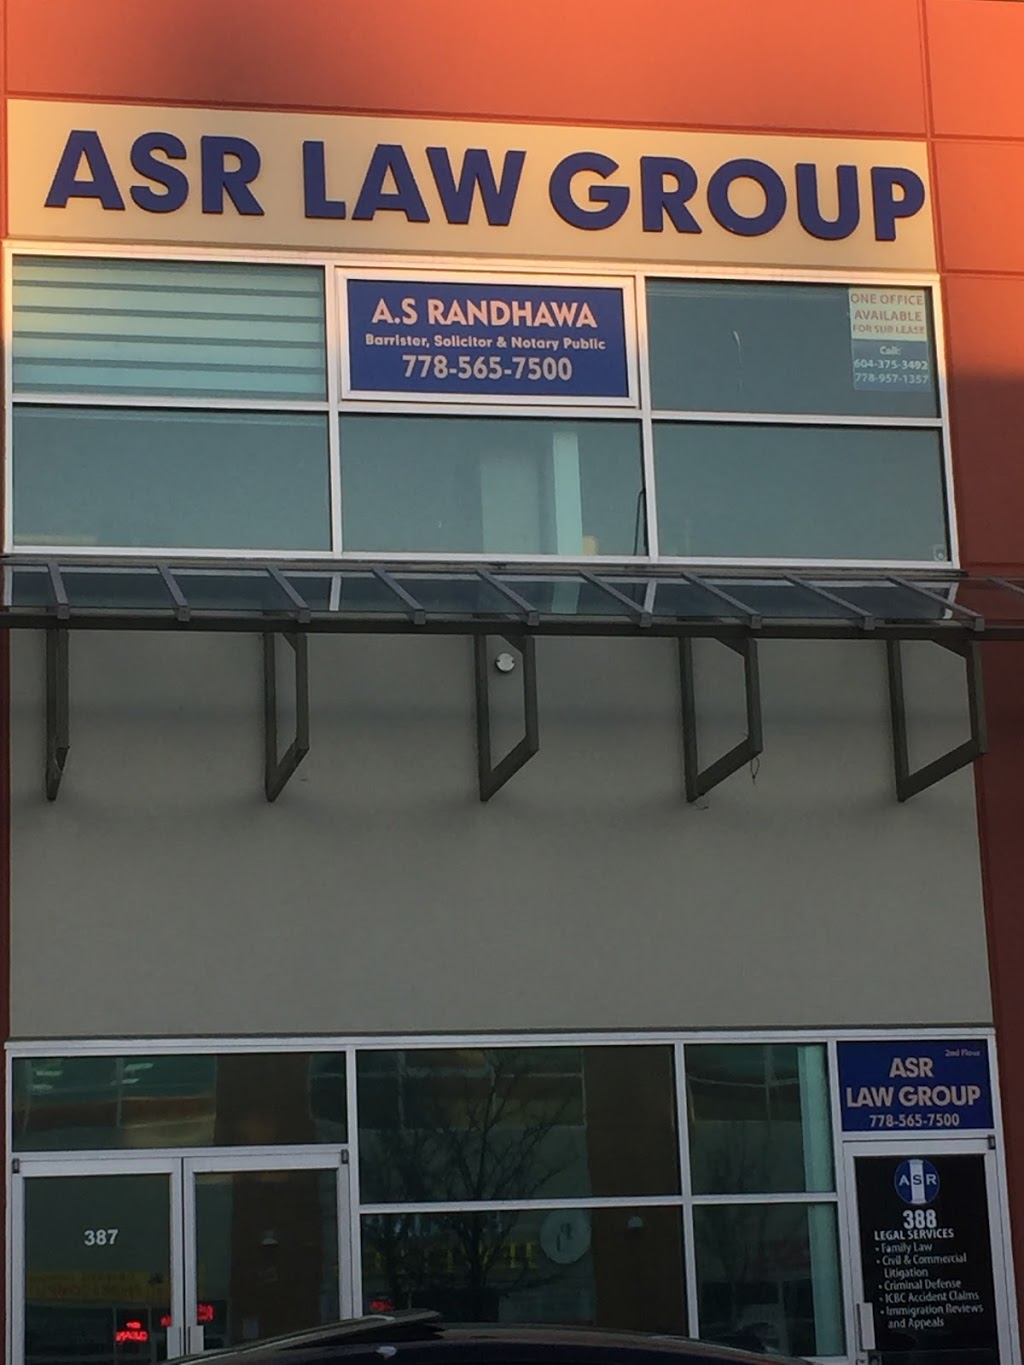 ASR LAW GROUP
A.S RANDHAWA
Barrister, Solicitor & Notary Public
778-565-7500
ONE OFFICE
AVAILABLE
FOR SUB LEASE
Call:
604-375-3492
778-957-1357
2nd Floor
ASR
LAW GROUP
778-565-7500
387
ASR
388
LEGAL SERVICES
• Family Law
• Civil & Commercial
Litigation
• Criminal Defense
• ICBC Accident Claims
• Immigration Reviews
and Appeals